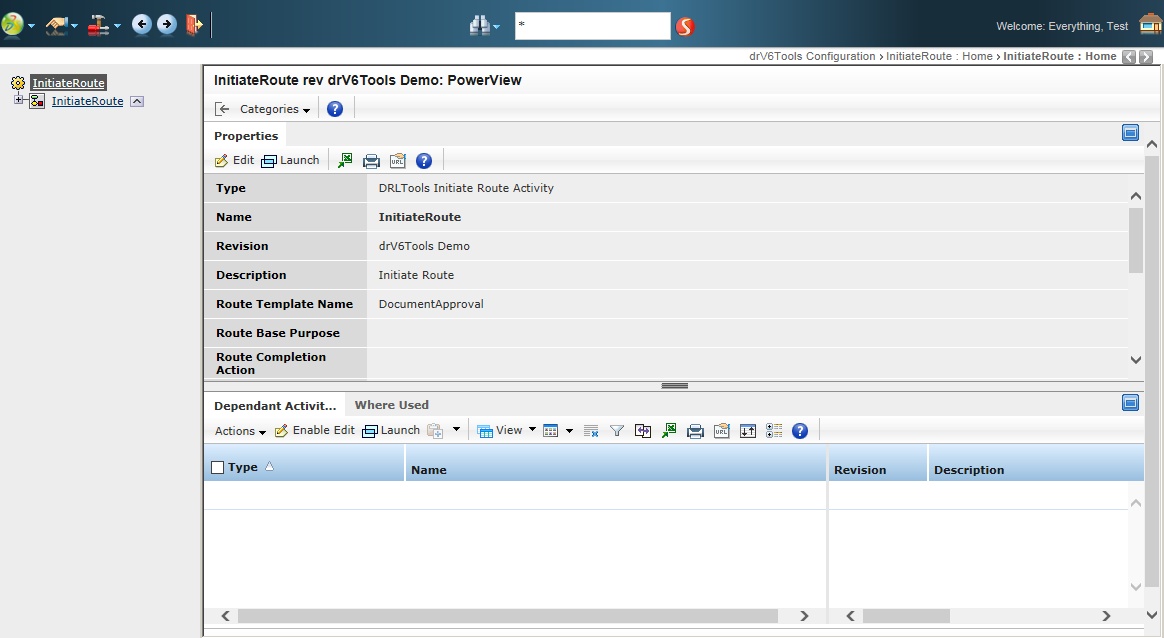 *
Welcome: Everything, Test
drV6Tools Configuration › InitiateRoute : Home › InitiateRoute : Home
InitiateRoute
InitiateRoute
InitiateRoute rev drV6Tools Demo: PowerView
Categories
Properties
Edit Launch URL
Type DRLTools Initiate Route Activity
Name InitiateRoute
Revision drV6Tools Demo
Description Initiate Route
Route Template Name DocumentApproval
Route Base Purpose
Route Completion
Action
Dependant Activit... Where Used
Actions Enable Edit Launch View URL
Type Name Revision Description